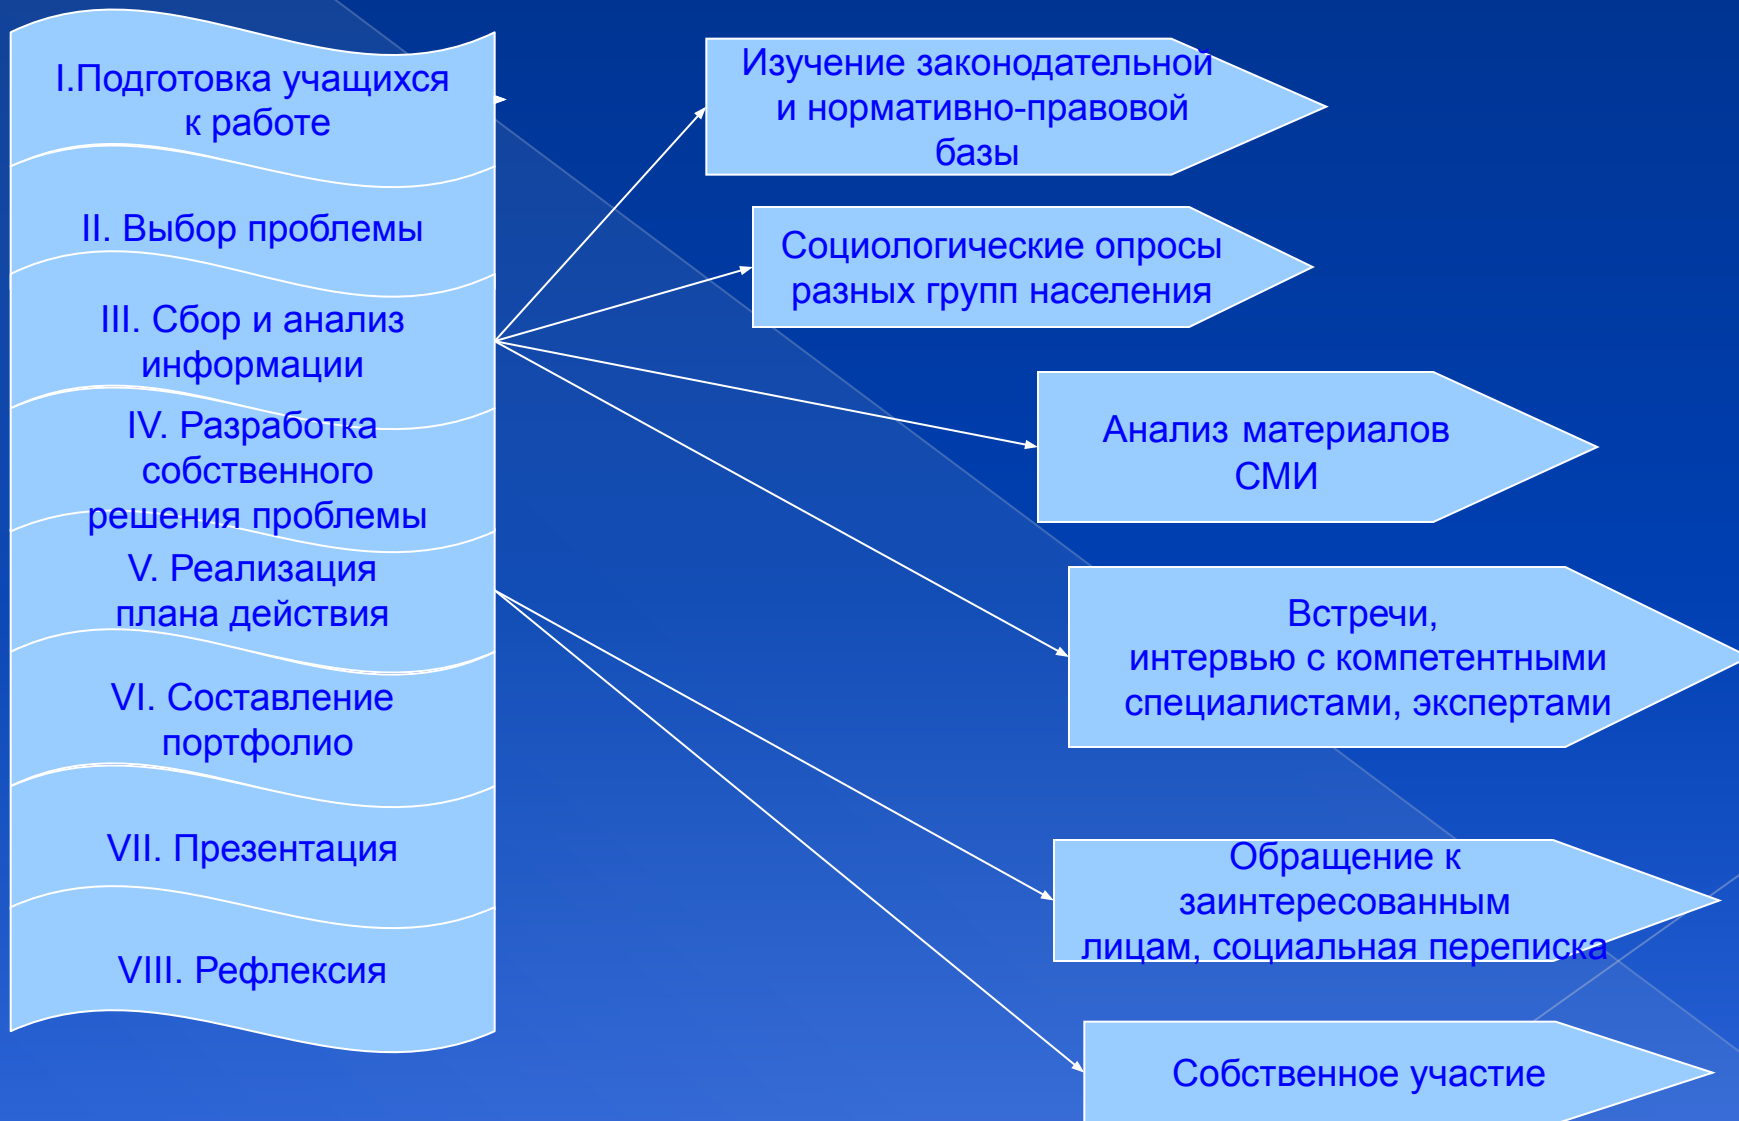 I.Подготовка учащихся
к работе
II. Выбор проблемы
III. Сбор и анализ
информации
IV. Разработка
собственного
решения проблемы
V. Реализация
плана действия
VI. Составление
портфолио
VII. Презентация
VIII. Рефлексия
Изучение законодательной
и нормативно-правовой
базы
Социологические опросы
разных групп населения
Анализ материалов
СМИ
Встречи,
интервью с компетентными
специалистами, экспертами
Обращение к
заинтересованным
лицам, социальная переписка
Собственное участие